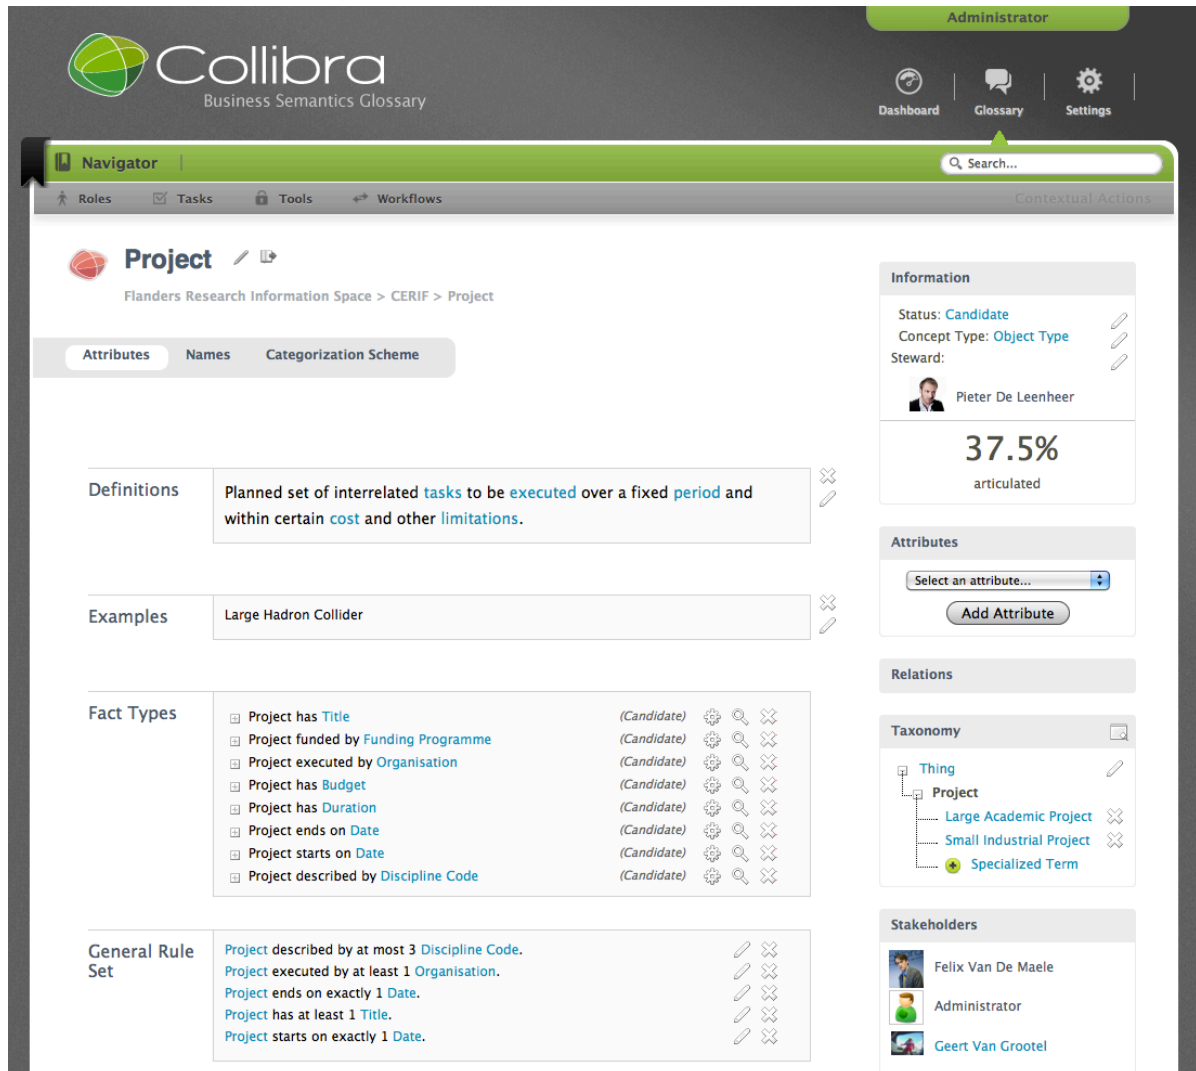 Administrator
Collibra
Business Semantics Glossary
Dashboard
Glossary
Settings
Navigator
Search...
Roles
Tasks
Tools
Workflows
Contextual Actions
Project
Flanders Research Information Space > CERIF > Project
Attributes
Names
Categorization Scheme
Definitions
Planned set of interrelated tasks to be executed over a fixed period and
within certain cost and other limitations.
Examples
Large Hadron Collider
Fact Types
Project has Title (Candidate)
Project funded by Funding Programme (Candidate)
Project executed by Organisation (Candidate)
Project has Budget (Candidate)
Project has Duration (Candidate)
Project ends on Date (Candidate)
Project starts on Date (Candidate)
Project described by Discipline Code (Candidate)
General Rule
Set
Project described by at most 3 Discipline Code.
Project executed by at least 1 Organisation.
Project ends on exactly 1 Date.
Project has at least 1 Title.
Project starts on exactly 1 Date.
Information
Status: Candidate
Concept Type: Object Type
Steward:
Pieter De Leenheer
37.5%
articulated
Attributes
Select an attribute...
Add Attribute
Relations
Taxonomy
Thing
Project
Large Academic Project
Small Industrial Project
Specialized Term
Stakeholders
Felix Van De Maele
Administrator
Geert Van Grootel